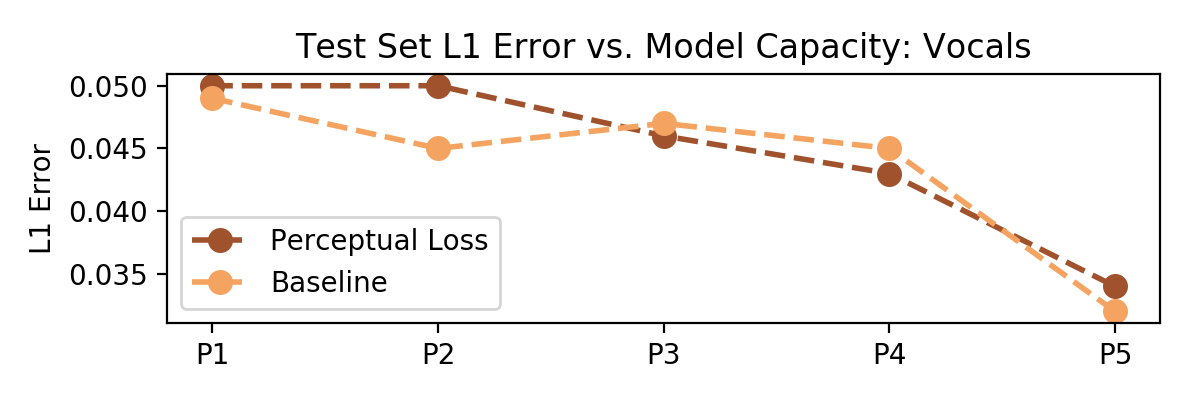 Test Set L1 Error vs. Model Capacity: Vocals
0.050
0.045
0.040
0.035
L1 Error
Perceptual Loss
Baseline
P1 P2 P3 P4 P5